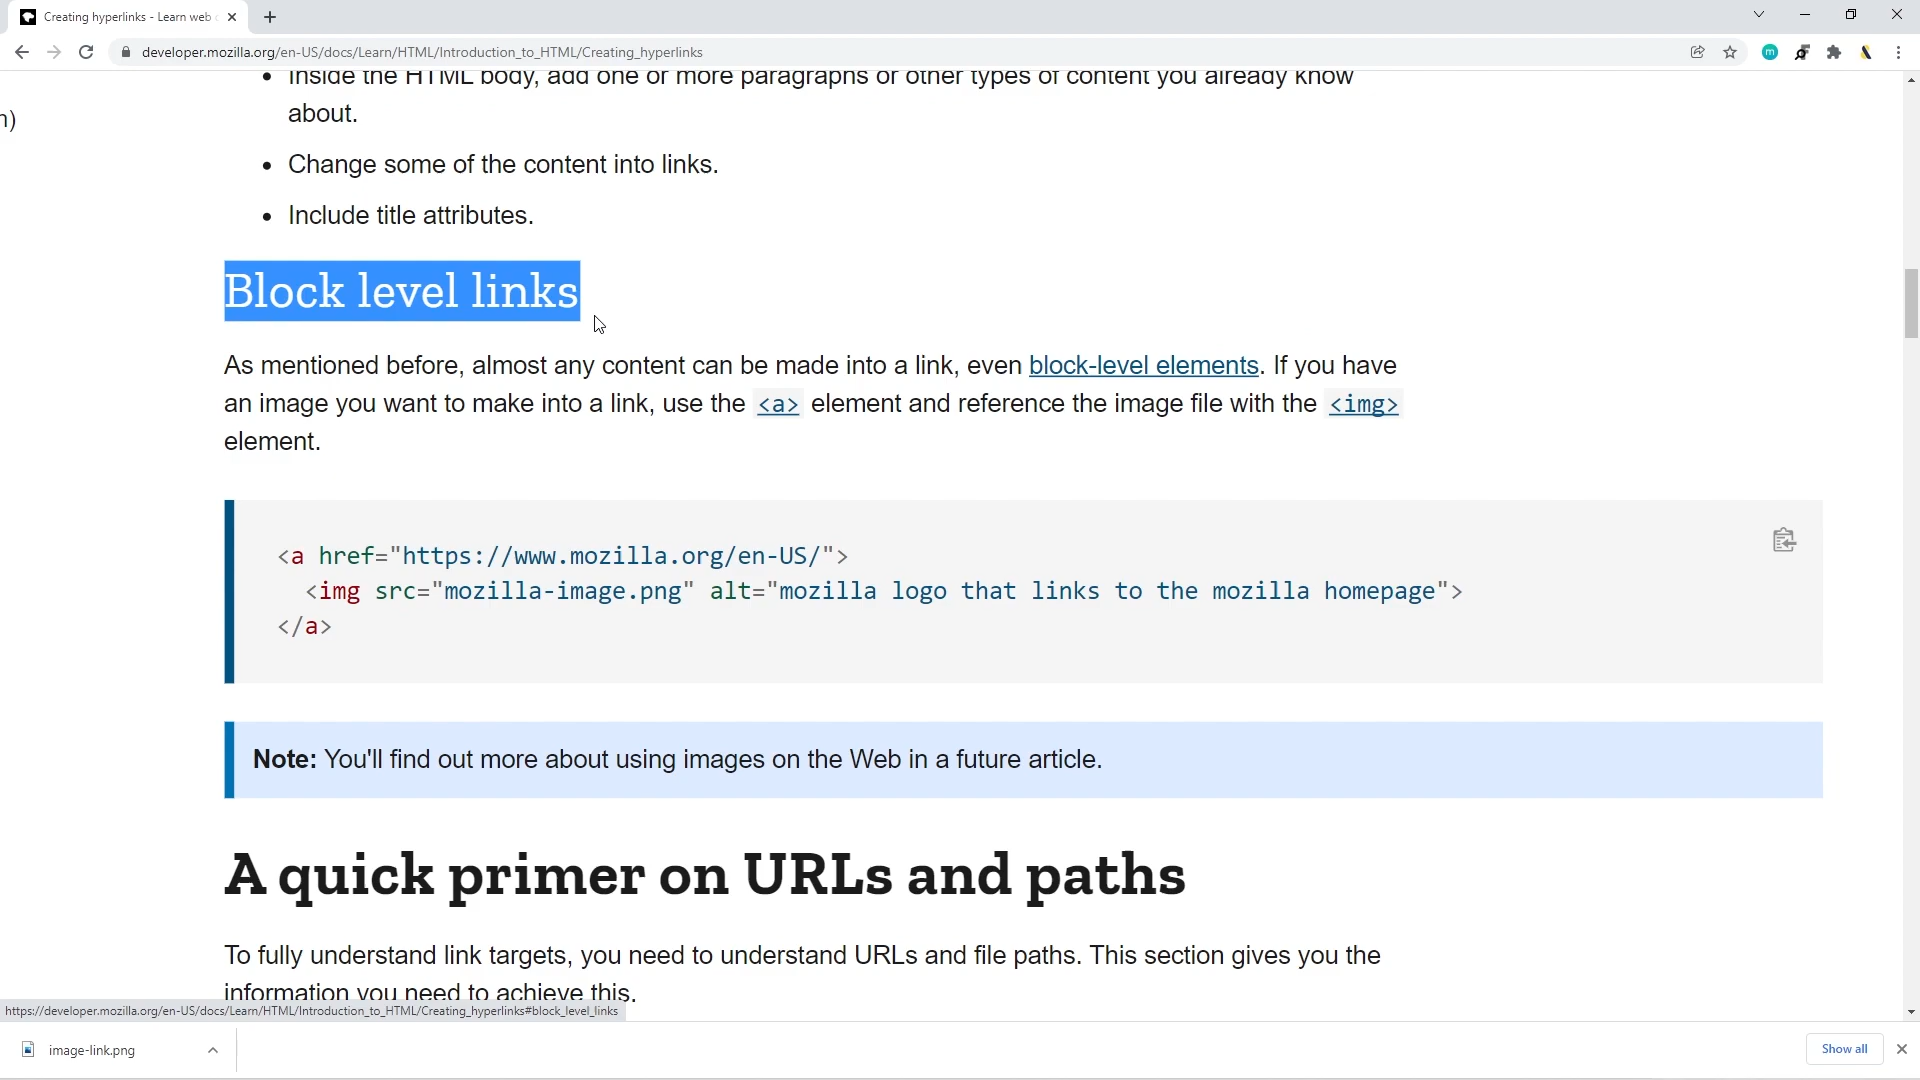 Creating hyperlinks - Learn web
developer.mozilla.org/en-US/docs/Learn/HTML/Introduction_to_HTML/Creating_hyperlinks
m
n)
• Inside the HTML body, add one or more paragraphs or other types of content you already know
about.
• Change some of the content into links.
• Include title attributes.
Block level links
As mentioned before, almost any content can be made into a link, even block-level elements. If you have
an image you want to make into a link, use the <a> element and reference the image file with the <img>
element.
<a href="https://www.mozilla.org/en-US/">
<img src="mozilla-image.png" alt="mozilla logo that links to the mozilla homepage">
</a>
Note: You'll find out more about using images on the Web in a future article.
A quick primer on URLs and paths
To fully understand link targets, you need to understand URLs and file paths. This section gives you the
information you need to achieve this.
https://developer.mozilla.org/en-US/docs/Learn/HTML/Introduction_to_HTML/Creating_hyperlinks#block_level_links
image-link.png
Show all